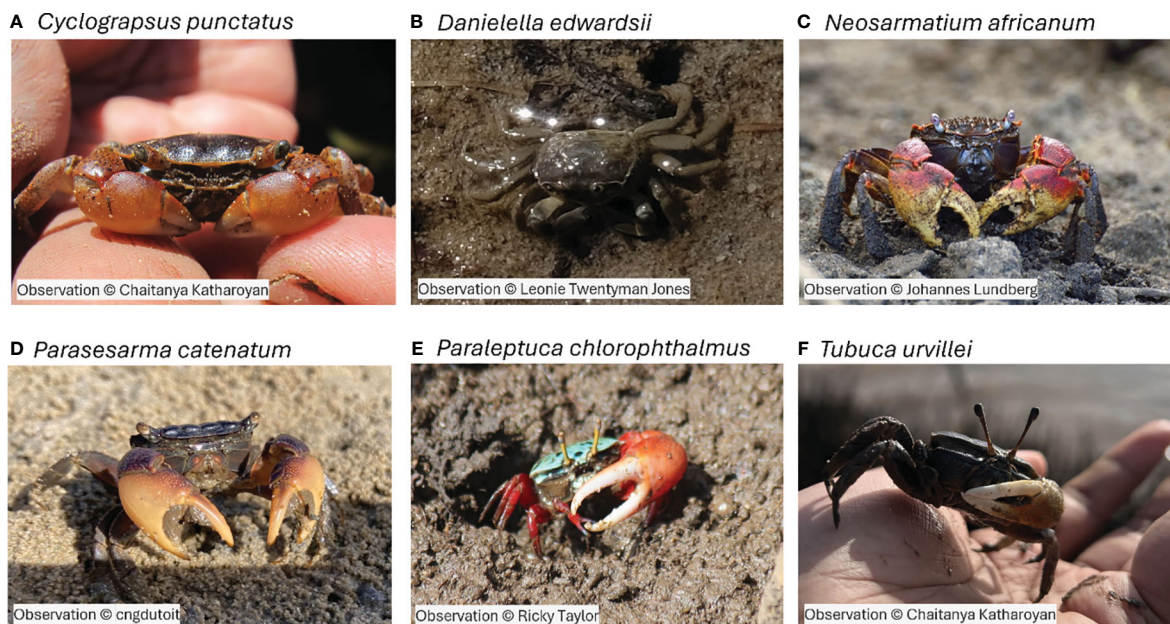 A Cyclograpsus punctatus
B Danielella edwardsii
C Neosarmatium africanum
Observation © Chaitanya Katharoyan
Observation © Leonie Twentyman Jones
Observation © Johannes Lundberg
D Parasesarma catenatum
E Paraleptuca chlorophthalmus
F Tubuca urvillei
Observation © cngdutoit
Observation © Ricky Taylor
Observation © Chaitanya Katharoyan